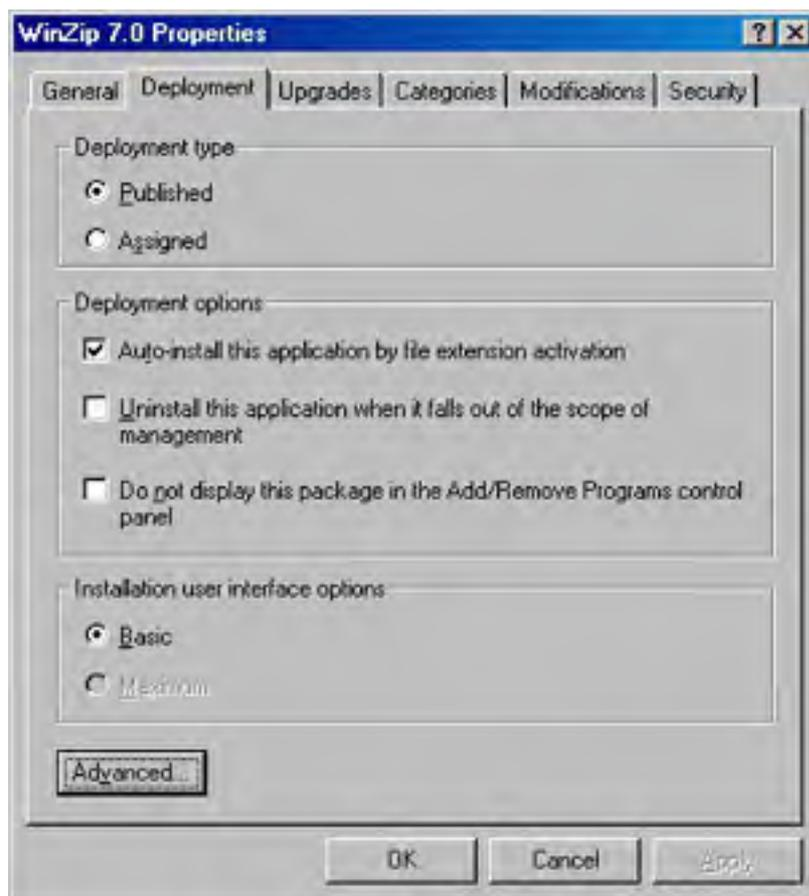 WinZip 7.0 Properties
General Deployment Upgrades Categories Modifications Security
Deployment type
Published
Assigned
Deployment options
Auto-install this application by file extension activation
Uninstall this application when it falls out of the scope of
management
Do not display this package in the Add/Remove Programs control
panel
Installation user interface options
Basic
Maximum
Advanced...
OK Cancel Apply